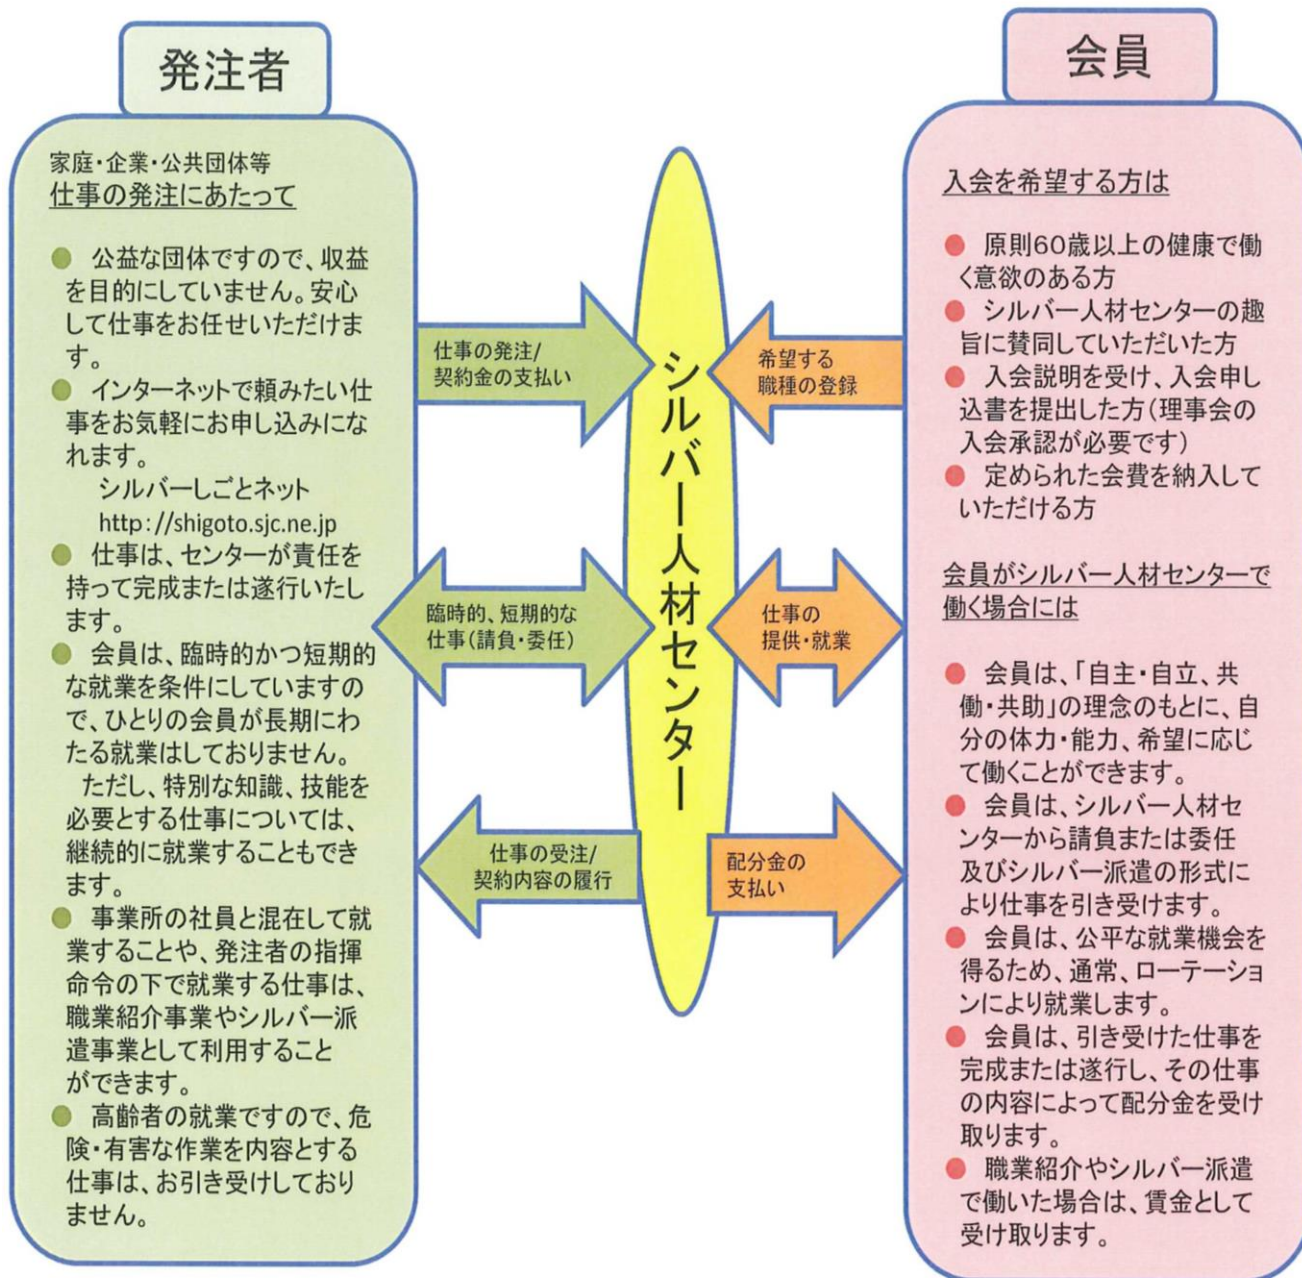 発注者
家庭・企業・公共団体等
仕事の発注にあたって
● 公益な団体ですので、収益
を目的にしていません。安心
して仕事をお任せいただけま
す。
● インターネットで頼みたい仕
事をお気軽にお申し込みにな
れます。
シルバーしごとネット
http://shigoto.sjc.ne.jp
● 仕事は、センターが責任を
持って完成または遂行いたし
ます。
● 会員は、臨時的かつ短期的
な就業を条件にしていますの
で、ひとりの会員が長期にわ
たる就業はしておりません。
ただし、特別な知識、技能を
必要とする仕事については、
継続的に就業することもでき
ます。
● 事業所の社員と混在して就
業することや、発注者の指揮
命令の下で就業する仕事は、
職業紹介事業やシルバー派
遣事業として利用すること
ができます。
● 高齢者の就業ですので、危
険・有害な作業を内容とする
仕事は、お引き受けしており
ません。
仕事の発注/
契約金の支払い
臨時的、短期的な
仕事(請負・委任)
仕事の受注/
契約内容の履行
シルバー人材センター
希望する
職種の登録
仕事の
提供・就業
配分金の
支払い
会員
入会を希望する方は
● 原則60歳以上の健康で働
く意欲のある方
● シルバー人材センターの趣
旨に賛同していただいた方
● 入会説明を受け、入会申し
込書を提出した方(理事会の
入会承認が必要です)
● 定められた会費を納入して
いただける方
会員がシルバー人材センターで
働く場合には
● 会員は、「自主・自立、共
働・共助」の理念のもとに、自
分の体力・能力、希望に応じ
て働くことができます。
● 会員は、シルバー人材セ
ンターから請負または委任
及びシルバー派遣の形式に
より仕事を引き受けます。
● 会員は、公平な就業機会を
得るため、通常、ローテーショ
ンにより就業します。
● 会員は、引き受けた仕事を
完成または遂行し、その仕事
の内容によって配分金を受け
取ります。
● 職業紹介やシルバー派遣
で働いた場合は、賃金として
受け取ります。